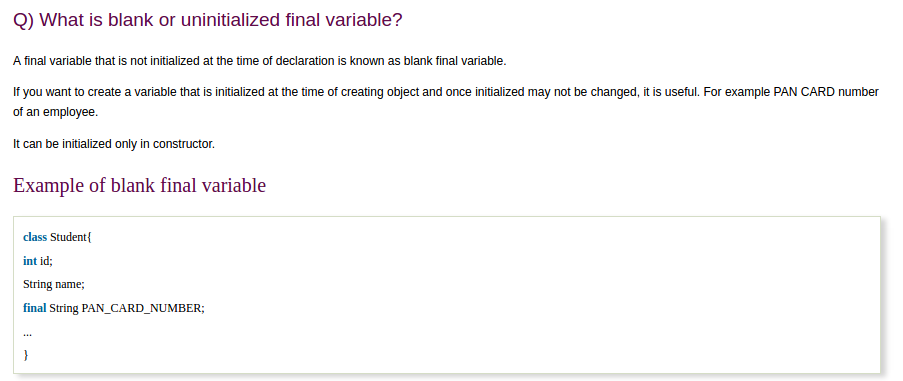 Q) What is blank or uninitialized final variable?
A final variable that is not initialized at the time of declaration is known as blank final variable.
If you want to create a variable that is initialized at the time of creating object and once initialized may not be changed, it is useful. For example PAN CARD number
of an employee.
It can be initialized only in constructor.
Example of blank final variable
class Student{
int id;
String name;
final String PAN_CARD_NUMBER;
...
}